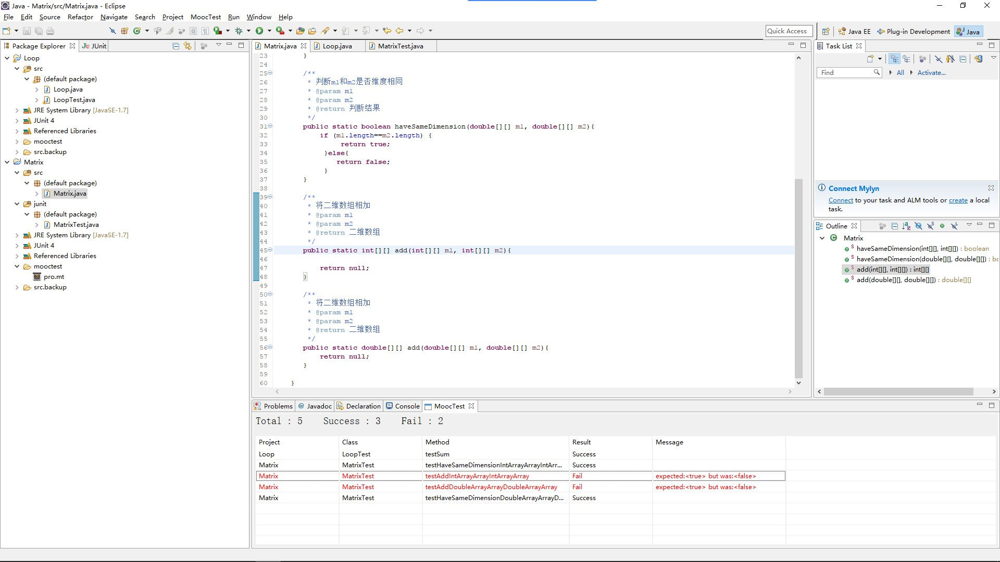 Java - Matrix/src/Matrix.java - Eclipse
File Edit Source Refactor Navigate Search Project MoocTest Run Window Help
Quick Access
Java EE
Plug-in Development
Java
Package Explorer
JUnit
Loop
src
(default package)
Loop.java
LoopTest.java
JRE System Library [JavaSE-1.7]
JUnit 4
Referenced Libraries
mooctest
src.backup
Matrix
src
(default package)
Matrix.java
junit
(default package)
MatrixTest.java
JRE System Library [JavaSE-1.7]
JUnit 4
Referenced Libraries
mooctest
pro.mt
src.backup
Matrix.java
Loop.java
MatrixTest.java
23 }
24
25 /**
26 * 判断m1和m2是否维度相同
27 * @param m1
28 * @param m2
29 * @return 判断结果
30 */
31 public static boolean haveSameDimension(double[][] m1, double[][] m2){
32 if (m1.length==m2.length) {
33 return true;
34 }else{
35 return false;
36 }
37 }
38
39 /**
40 * 将二维数组相加
41 * @param m1
42 * @param m2
43 * @return 二维数组
44 */
45 public static int[][] add(int[][] m1, int[][] m2){
46
47 return null;
48 }
49
50 /**
51 * 将二维数组相加
52 * @param m1
53 * @param m2
54 * @return 二维数组
55 */
56 public static double[][] add(double[][] m1, double[][] m2){
57 return null;
58 }
59
60 }
Task List
Find
All
Activate...
Connect Mylyn
Connect to your task and ALM tools or create a local
task.
Outline
Matrix
haveSameDimension(int[][], int[][]) : boolean
haveSameDimension(double[][], double[][]) : bo
add(int[][], int[][]) : int[][]
add(double[][], double[][]) : double[][]
Problems
@ Javadoc
Declaration
Console
MoocTest
Total : 5 Success : 3 Fail : 2
Project Class Method Result Message
Loop LoopTest testSum Success
Matrix MatrixTest testHaveSameDimensionIntArrayArrayIntArr... Success
Matrix MatrixTest testAddIntArrayArrayIntArrayArray Fail expected:<true> but was:<false>
Matrix MatrixTest testAddDoubleArrayArrayDoubleArrayArray Fail expected:<true> but was:<false>
Matrix MatrixTest testHaveSameDimensionDoubleArrayArrayD... Success